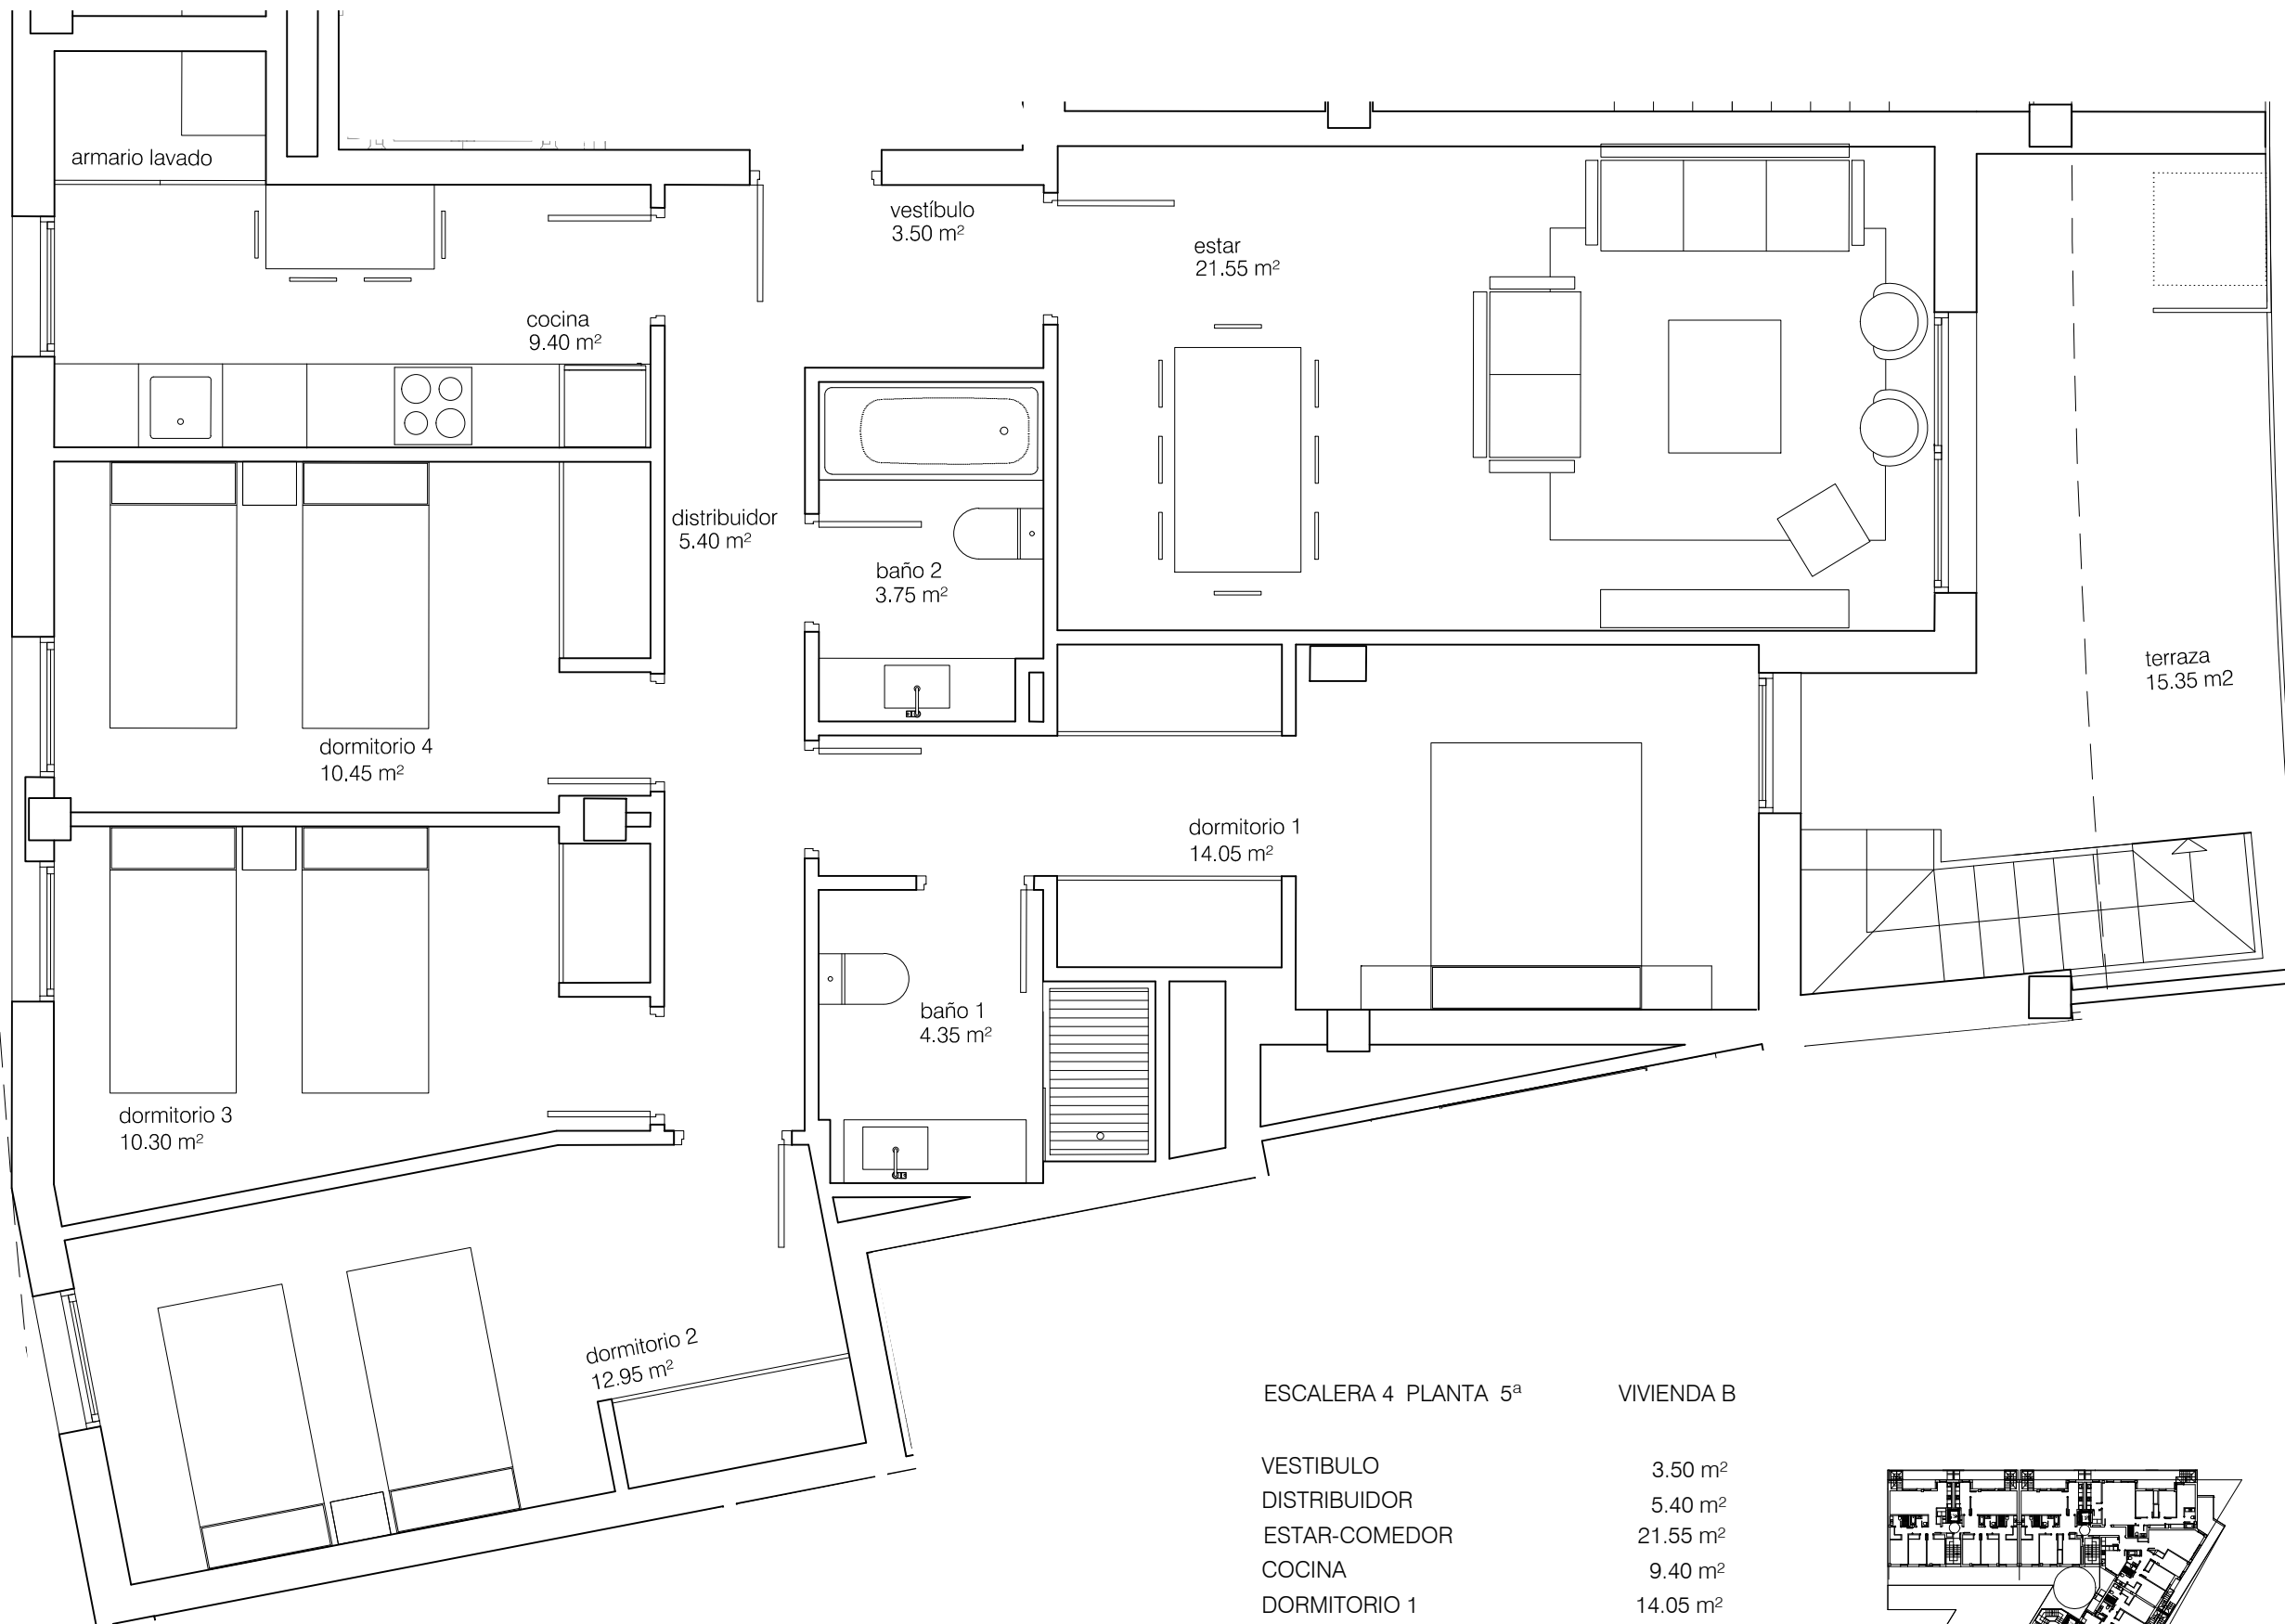 armario lavado
vestíbulo
3.50 m²
estar
21.55 m²
cocina
9.40 m²
distribuidor
5.40 m²
baño 2
3.75 m²
terraza
15.35 m2
dormitorio 4
10.45 m²
dormitorio 1
14.05 m²
baño 1
4.35 m²
dormitorio 3
10.30 m²
dormitorio 2
12.95 m²
ESCALERA 4 PLANTA 5ª VIVIENDA B
VESTIBULO 3.50 m²
DISTRIBUIDOR 5.40 m²
ESTAR-COMEDOR 21.55 m²
COCINA 9.40 m²
DORMITORIO 1 14.05 m²